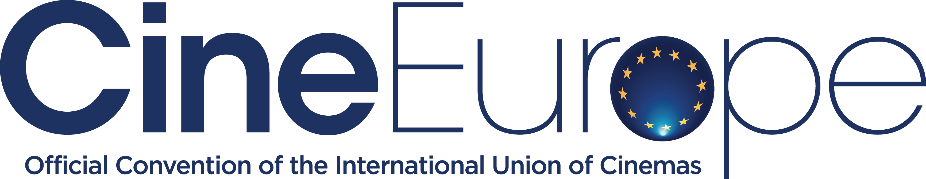 CineEurope
Official Convention of the International Union of Cinemas